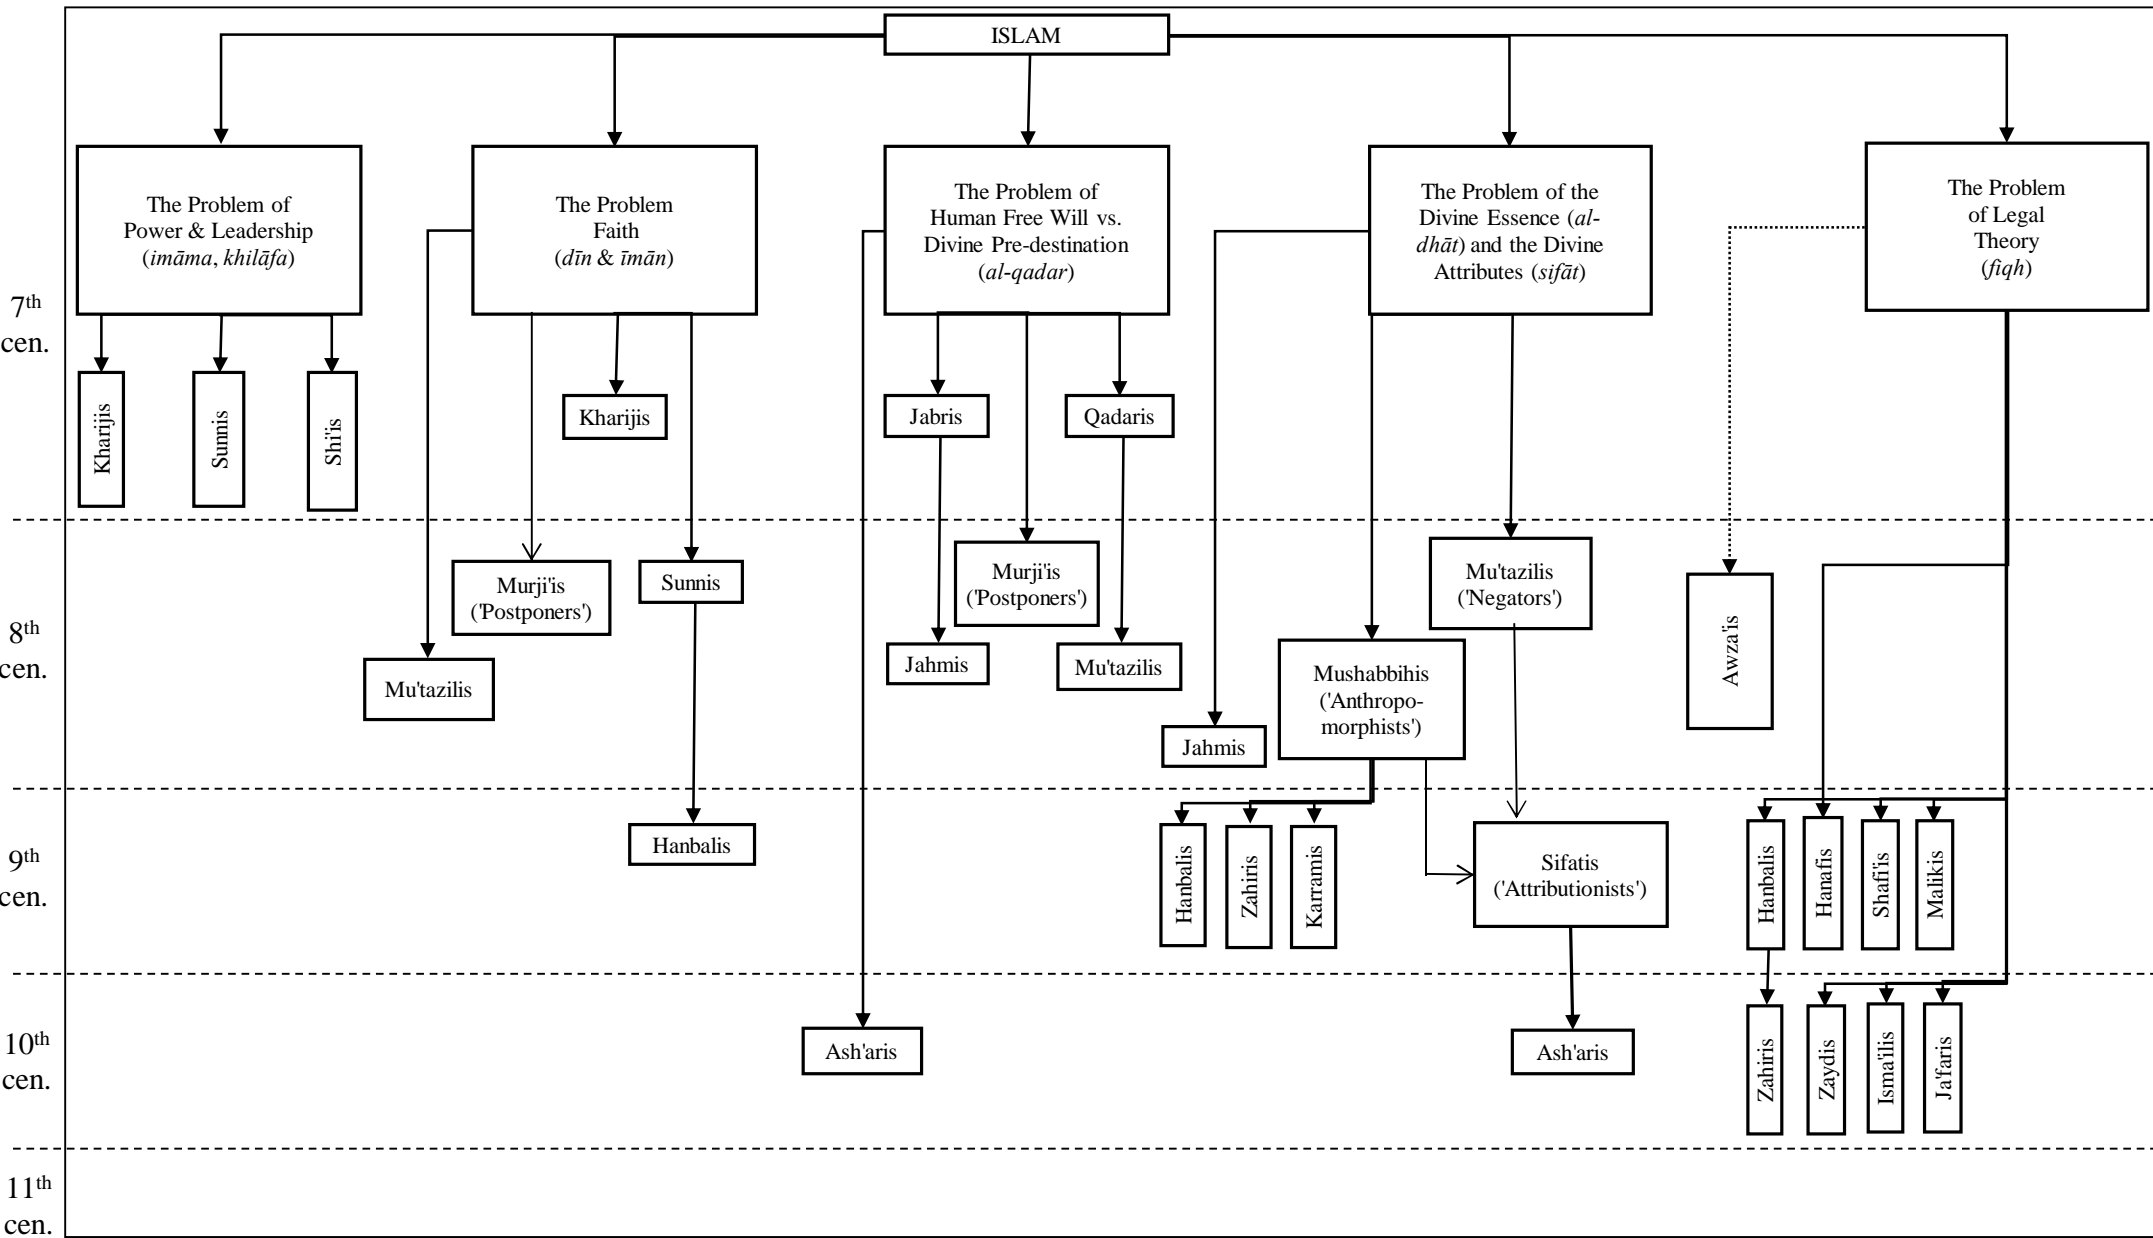 ISLAM
The Problem of
Power & Leadership
(imāma, khilāfa)
The Problem
Faith
(dīn & īmān)
The Problem of
Human Free Will vs.
Divine Pre-destination
(al-qadar)
The Problem of the
Divine Essence (al-
dhāt) and the Divine
Attributes (sifāt)
The Problem
of Legal
Theory
(fiqh)
7th
cen.
Kharijis
Sunnis
Shi'is
Kharijis
Jabris
Qadaris
8th
cen.
Mu'tazilis
Murji'is
('Postponers')
Sunnis
Jahmis
Murji'is
('Postponers')
Mu'tazilis
Jahmis
Mushabbihis
('Anthropo-
morphists')
Mu'tazilis
('Negators')
Awza'is
9th
cen.
Hanbalis
Hanbalis
Zahiris
Karramis
Sifatis
('Attributionists')
Hanbalis
Hanafis
Shafi'is
Malikis
10th
cen.
Ash'aris
Ash'aris
Zahiris
Zaydis
Isma'ilis
Ja'faris
11th
cen.